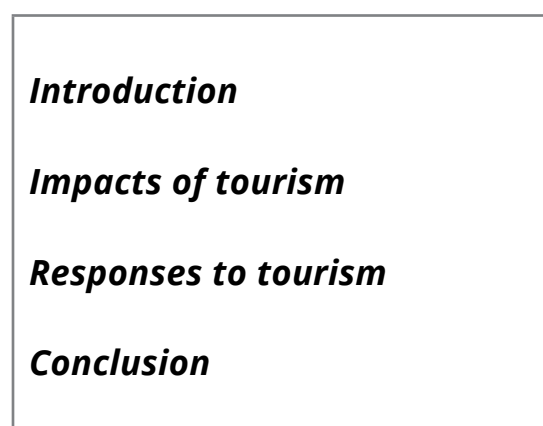 Introduction
Impacts of tourism
Responses to tourism
Conclusion